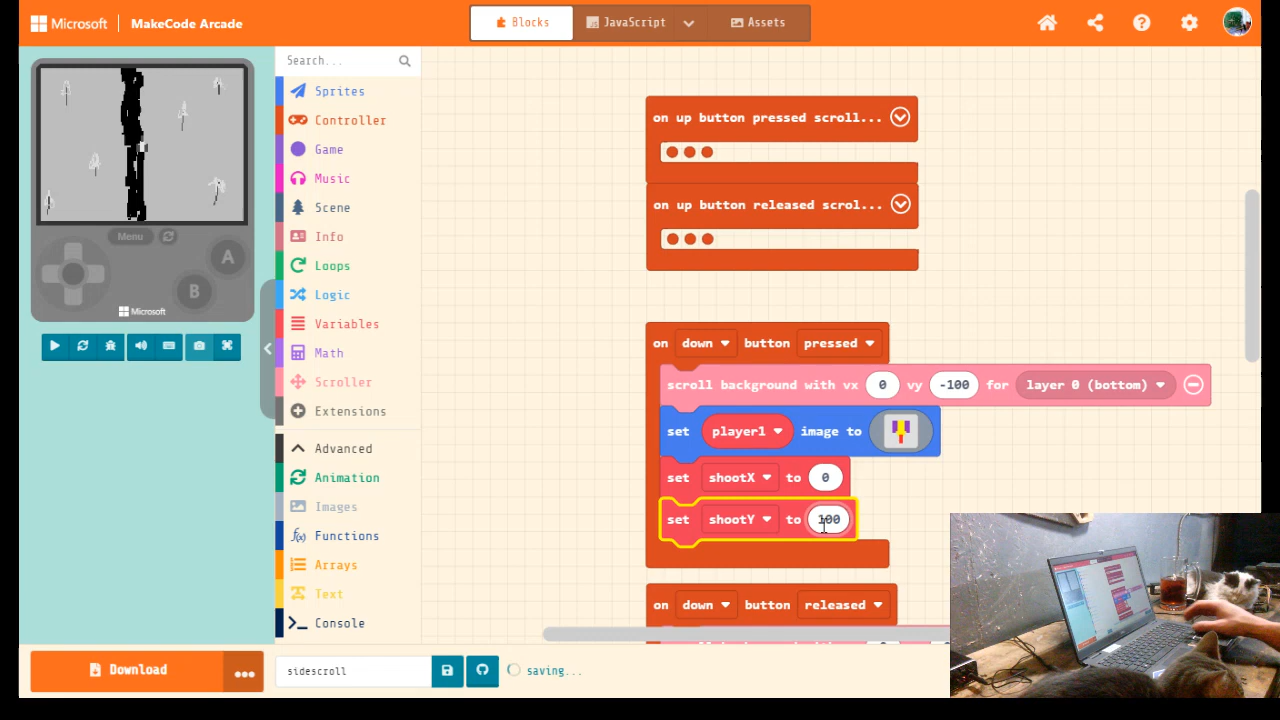 Microsoft | MakeCode Arcade
Blocks
JavaScript
Assets
Search...
Sprites
Controller
Game
Music
Scene
Info
Loops
Logic
Variables
Math
Scroller
Extensions
Advanced
Animation
Images
Functions
Arrays
Text
Console
Menu
A
B
Microsoft
on up button pressed scroll...
on up button released scrol...
on down button pressed
scroll background with vx 0 vy -100 for layer 0 (bottom)
set player1 image to
set shootX to 0
set shootY to 100
on down button released
Download
sidescroll
saving...